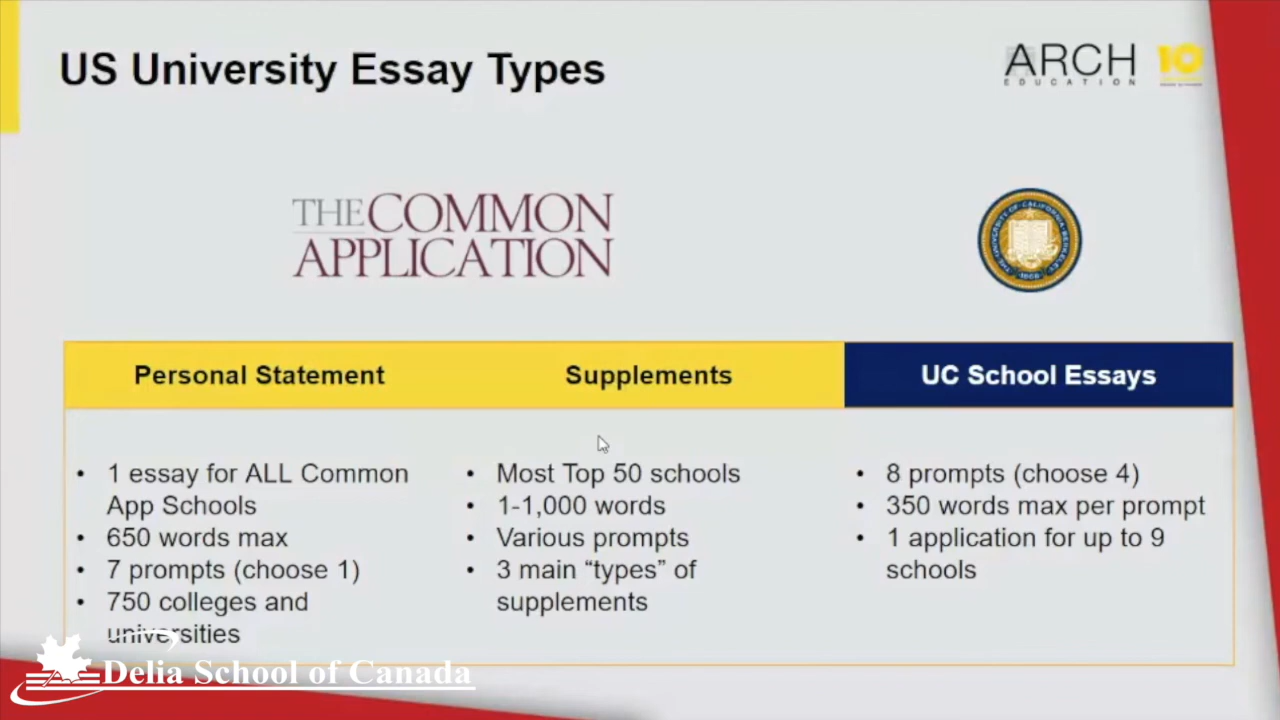 US University Essay Types
ARCH
EDUCATION
10
THE COMMON
APPLICATION
Personal Statement
Supplements
UC School Essays
• 1 essay for ALL Common
App Schools
• 650 words max
• 7 prompts (choose 1)
• 750 colleges and
universities
• Most Top 50 schools
• 1-1,000 words
• Various prompts
• 3 main “types” of
supplements
• 8 prompts (choose 4)
• 350 words max per prompt
• 1 application for up to 9
schools
Delia School of Canada